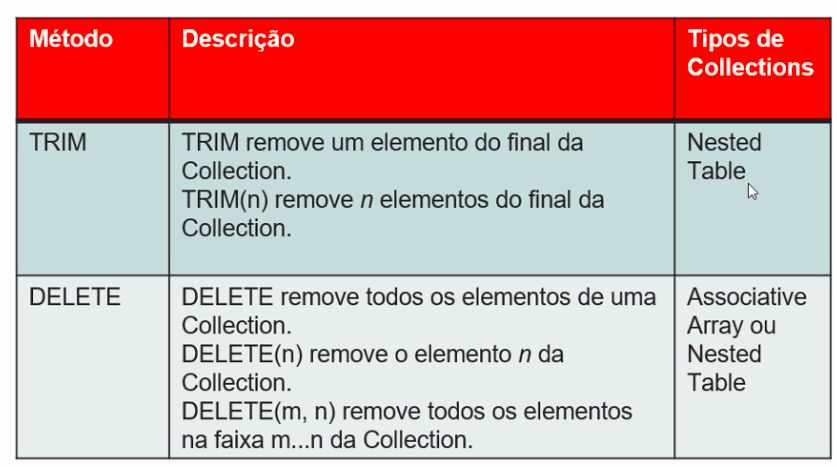 Método
Descrição
Tipos de
Collections
TRIM
TRIM remove um elemento do final da
Collection.
TRIM(n) remove n elementos do final da
Collection.
Nested
Table
DELETE
DELETE remove todos os elementos de uma
Collection.
DELETE(n) remove o elemento n da
Collection.
DELETE(m, n) remove todos os elementos
na faixa m...n da Collection.
Associative
Array ou
Nested
Table